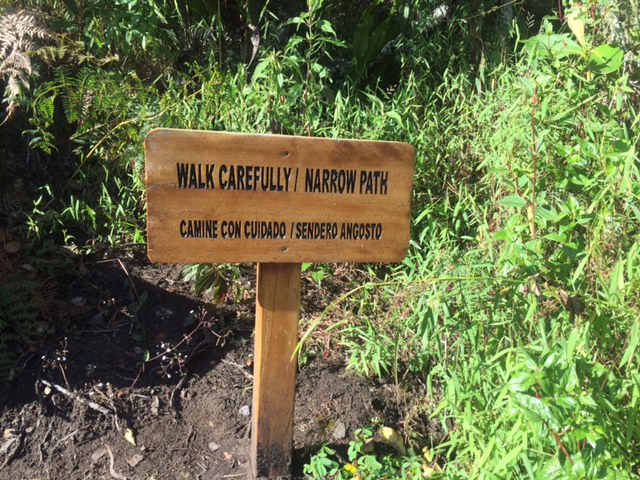 WALK CAREFULLY / NARROW PATH
CAMINE CON CUIDADO / SENDERO ANGOSTO